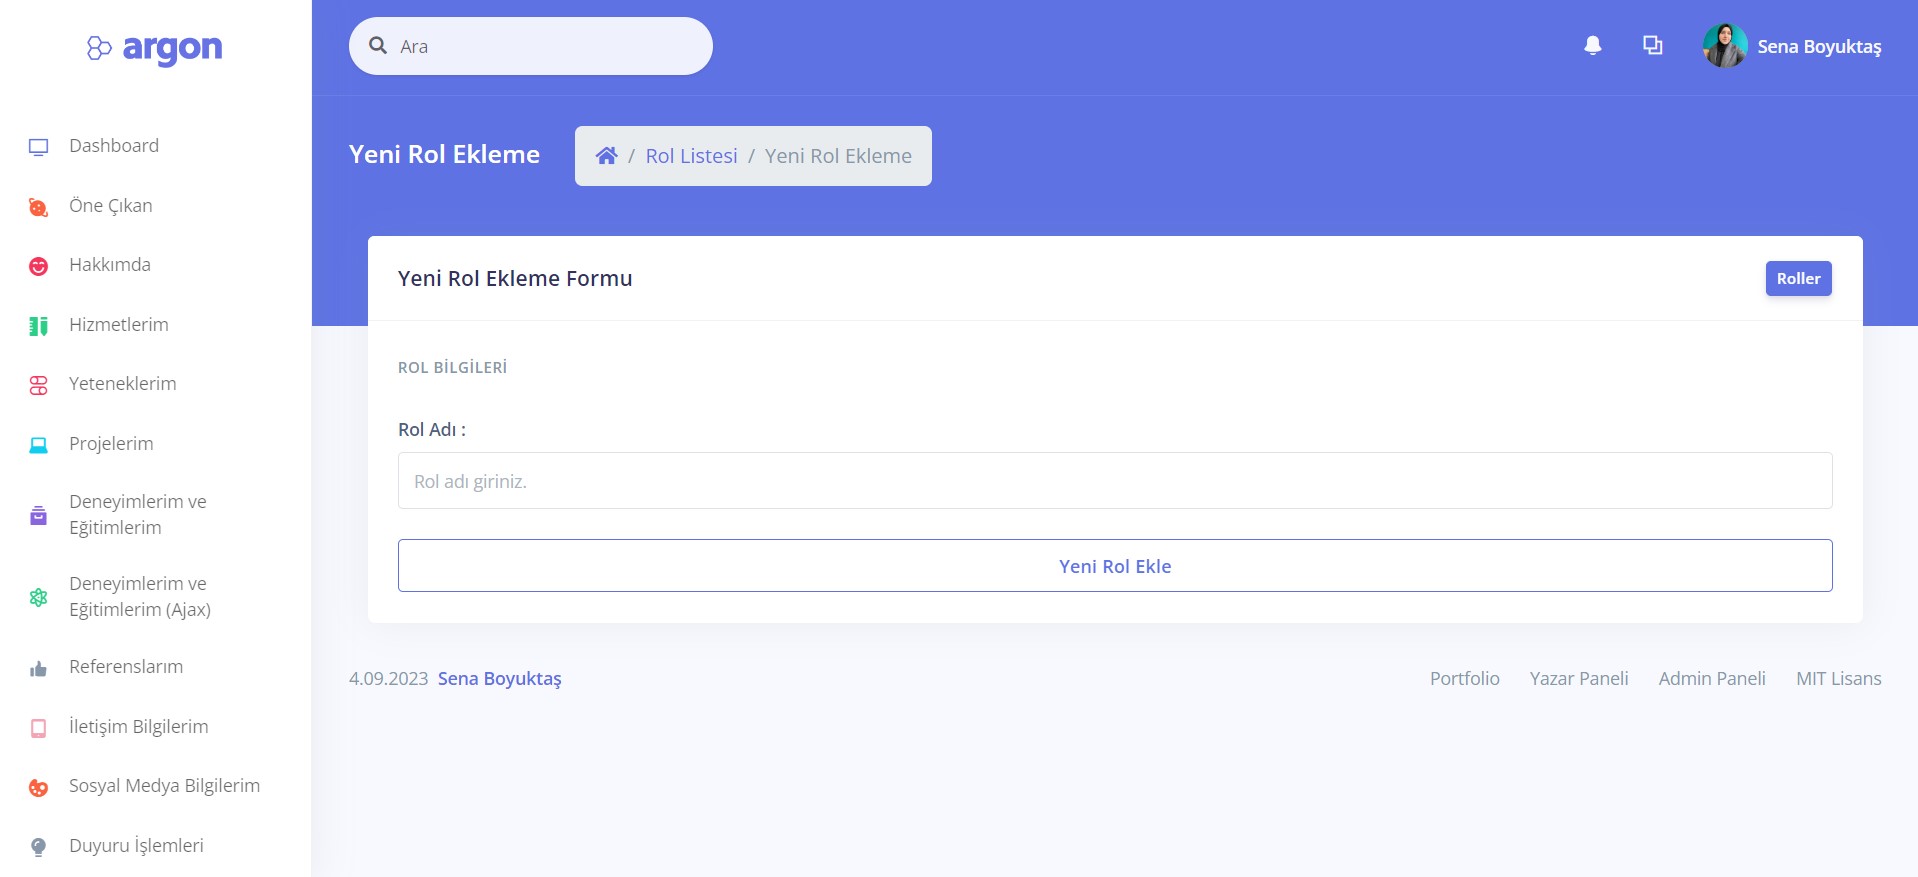 argon
Dashboard
Öne Çıkan
Hakkımda
Hizmetlerim
Yeteneklerim
Projelerim
Deneyimlerim ve
Eğitimlerim
Deneyimlerim ve
Eğitimlerim (Ajax)
Referenslarım
İletişim Bilgilerim
Sosyal Medya Bilgilerim
Duyuru İşlemleri
Ara
Sena Boyuktaş
Yeni Rol Ekleme
/ Rol Listesi / Yeni Rol Ekleme
Yeni Rol Ekleme Formu
Roller
ROL BİLGİLERİ
Rol Adı :
Rol adı giriniz.
Yeni Rol Ekle
4.09.2023 Sena Boyuktaş
Portfolio Yazar Paneli Admin Paneli MIT Lisans